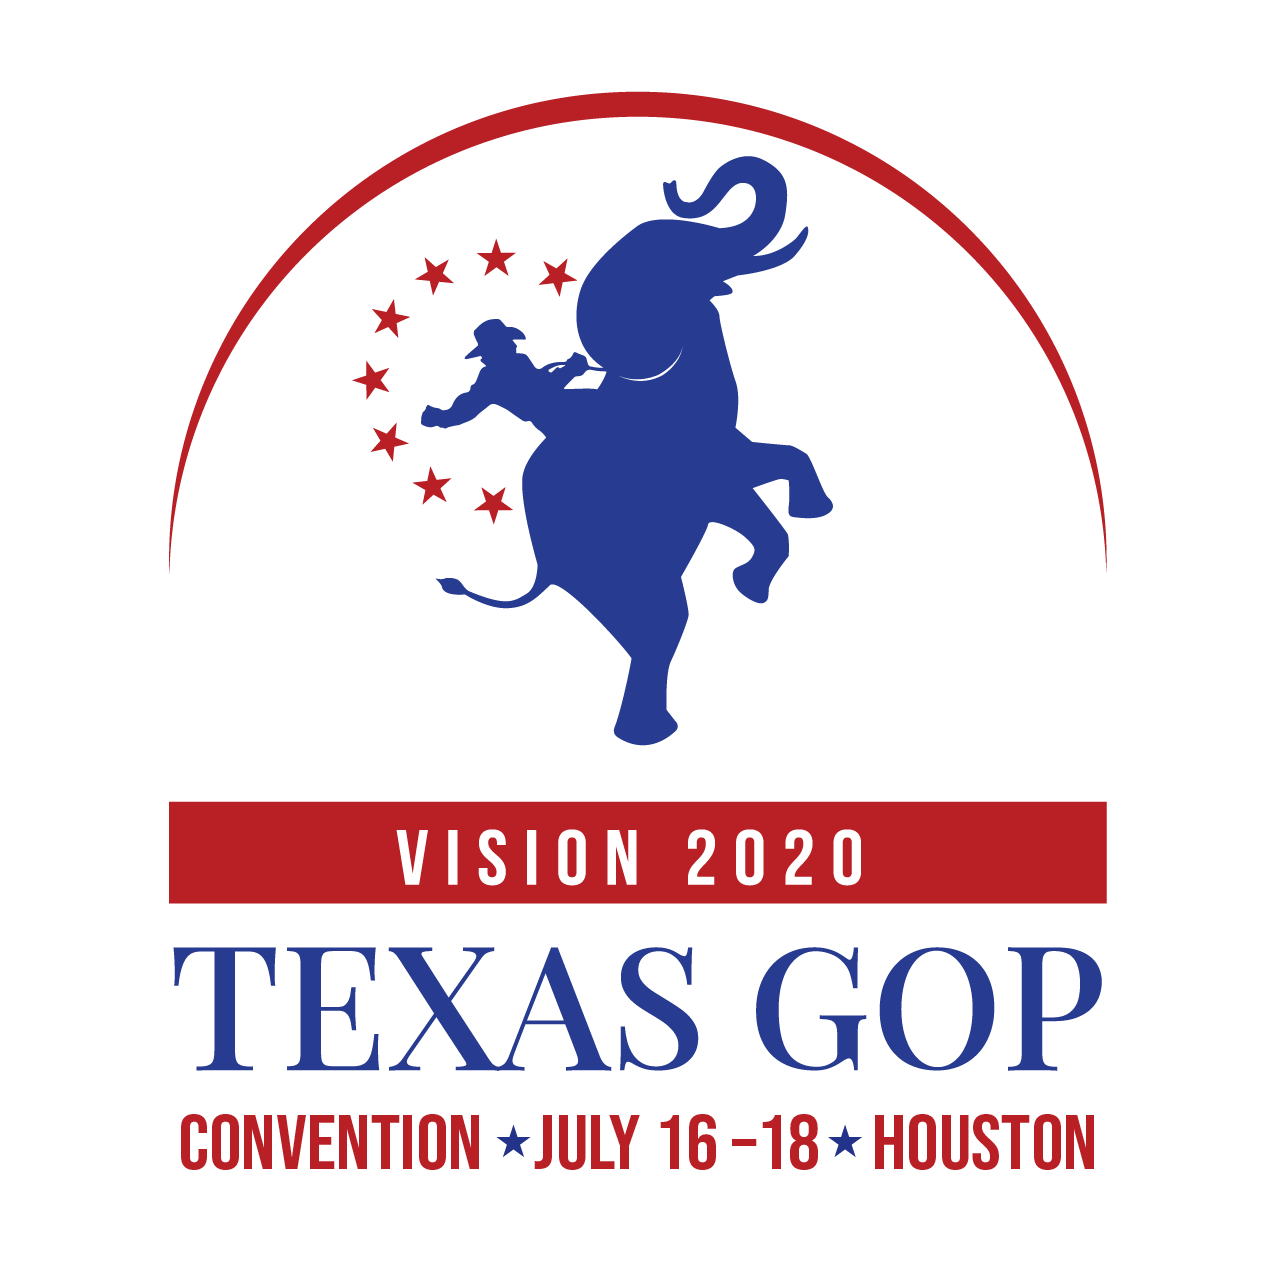 VISION 2020
TEXAS GOP
CONVENTION ★ JULY 16 –18 ★ HOUSTON